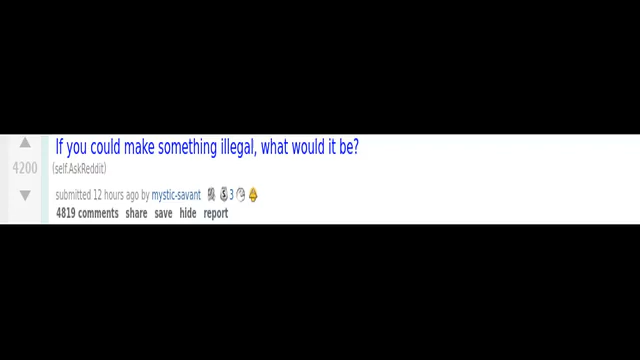 If you could make something illegal, what would it be?
4200
(self.AskReddit)
submitted 12 hours ago by mystic-savant 3
4819 comments share save hide report